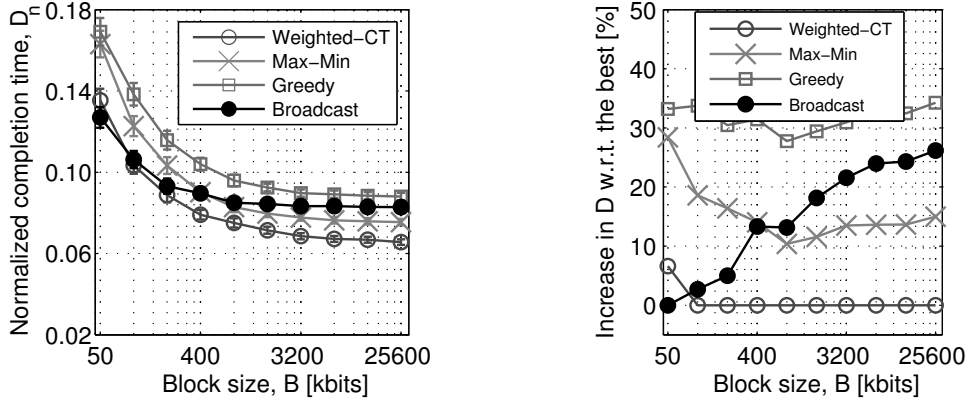 Normalized completion time, Dn
0.18
0.14
0.10
0.06
0.02
Weighted-CT
Max-Min
Greedy
Broadcast
50
400
3200
25600
Block size, B [kbits]
Increase in D w.r.t. the best [%]
50
40
30
20
10
0
Weighted-CT
Max-Min
Greedy
Broadcast
50
400
3200
25600
Block size, B [kbits]